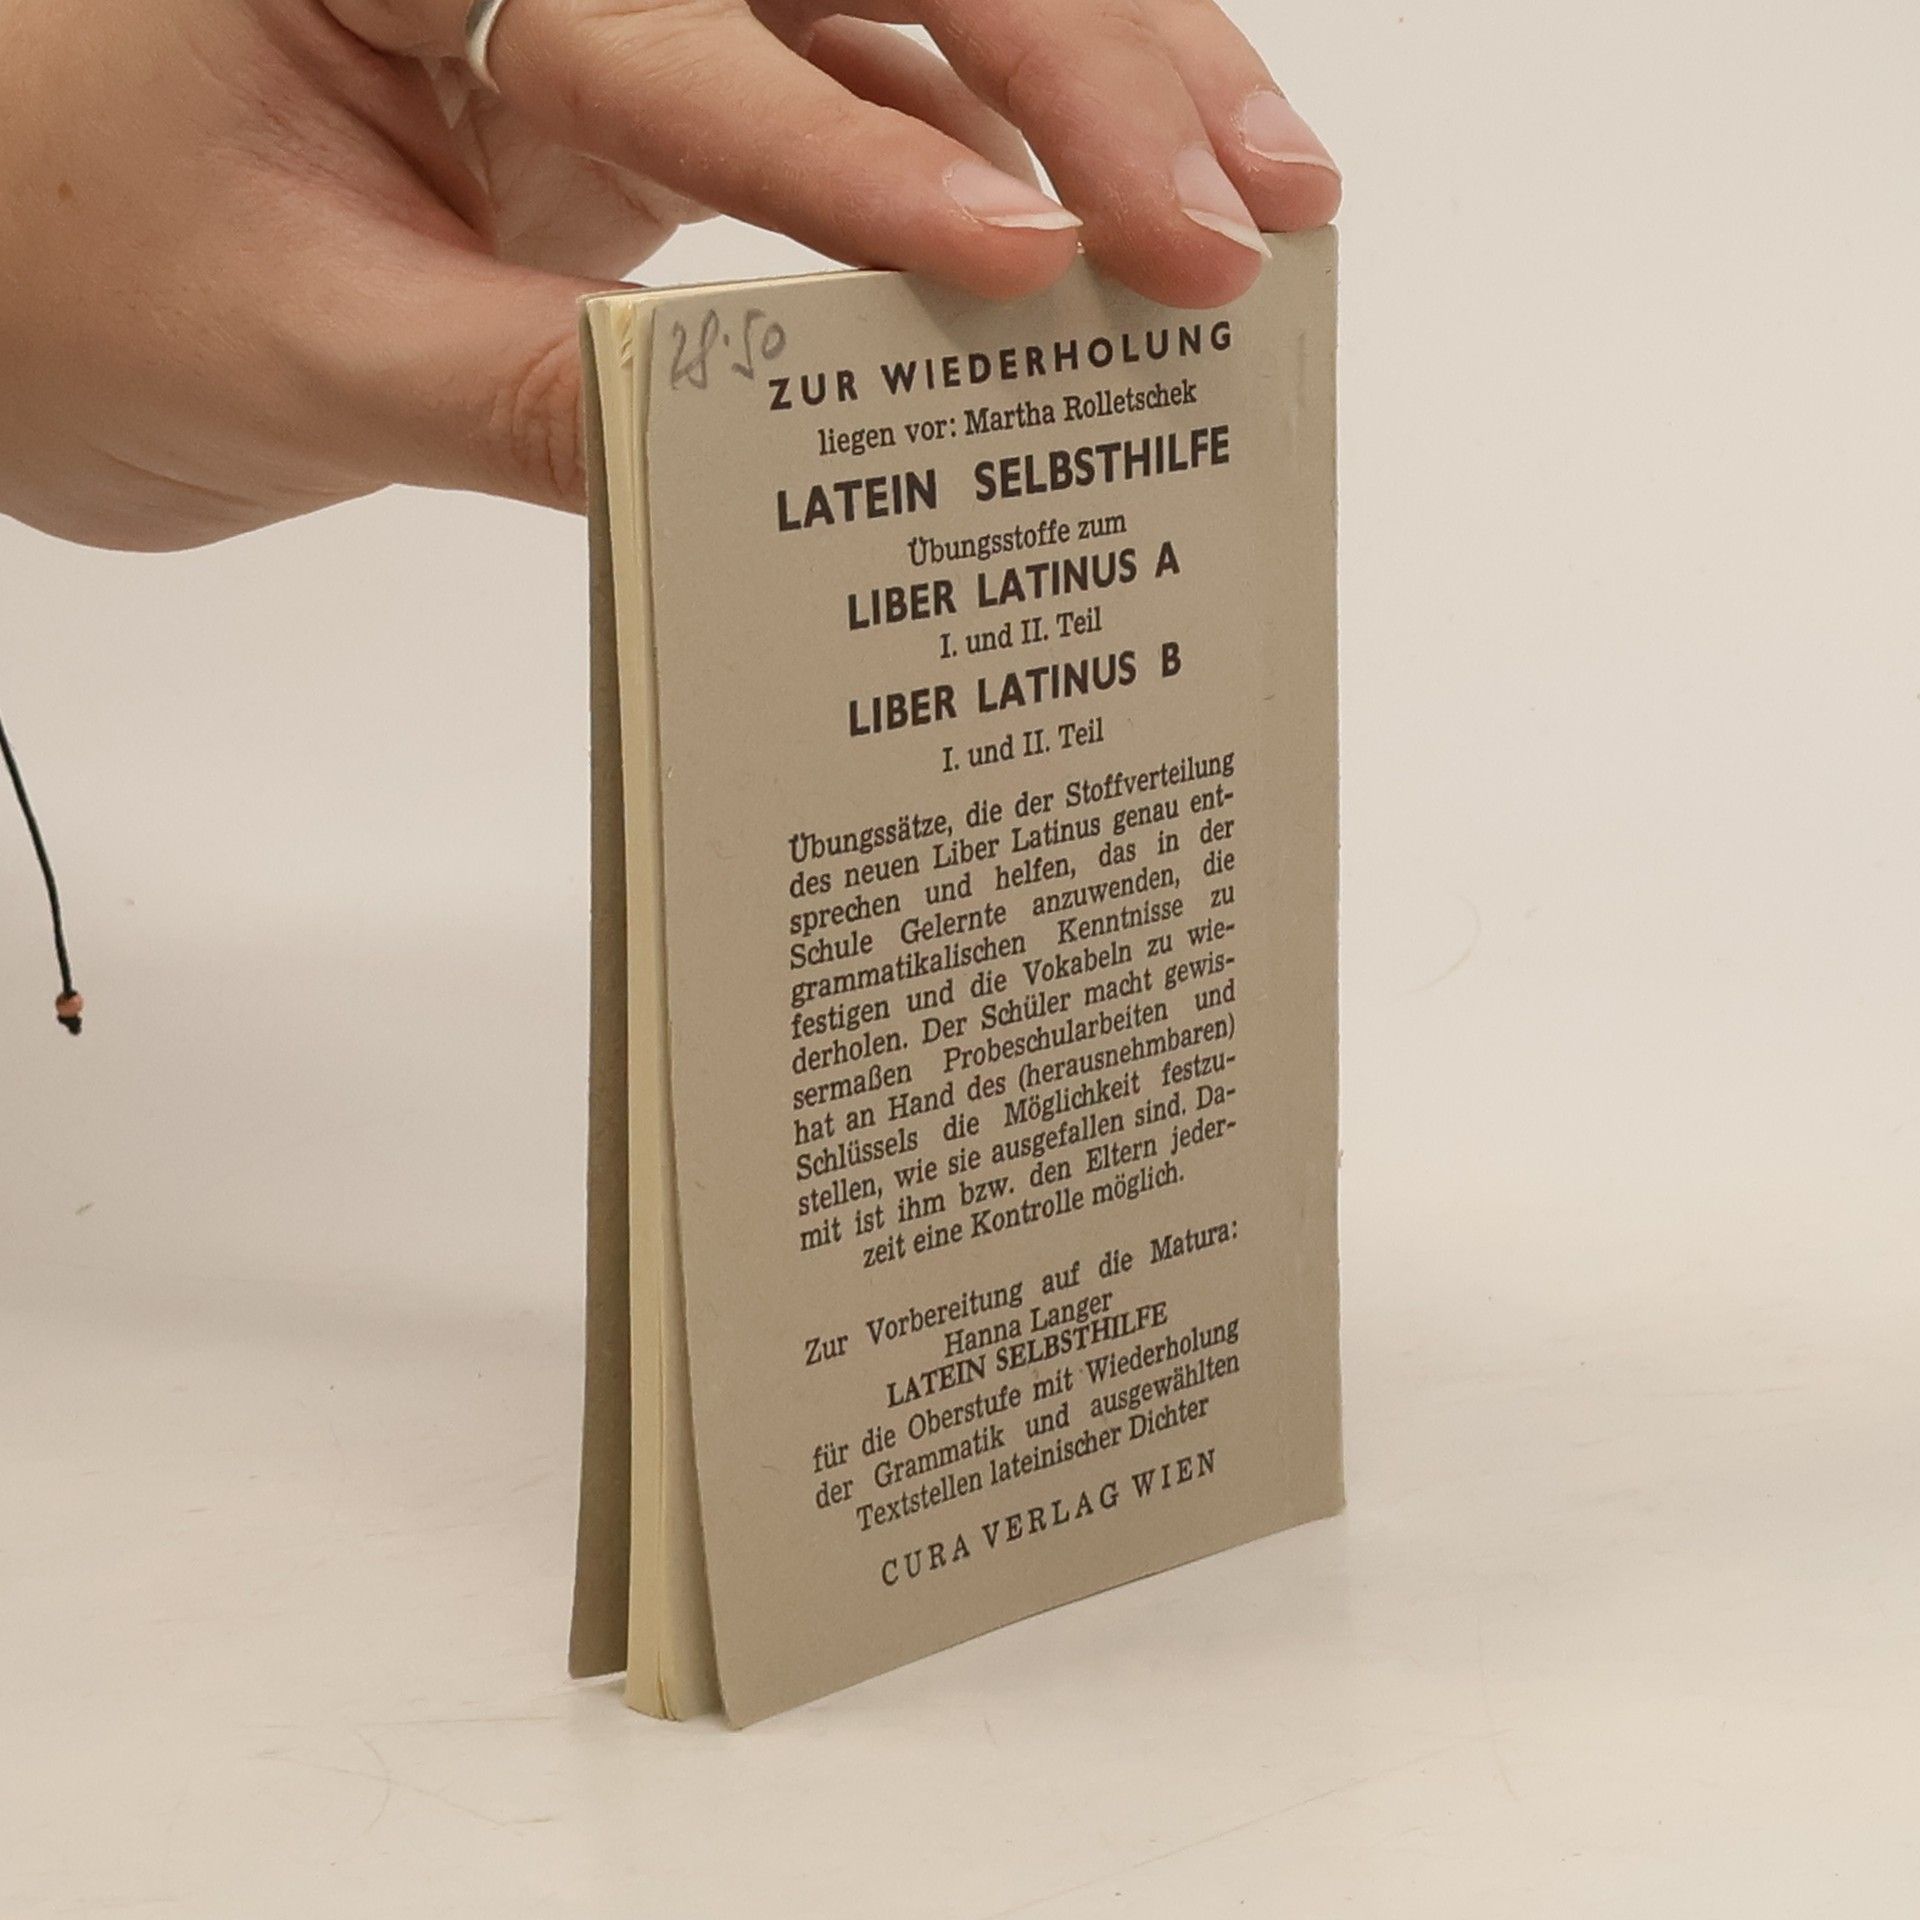 28.50
ZUR WIEDERHOLUNG
liegen vor: Martha Rolletschek
LATEIN SELBSTHILFE
Übungsstoffe zum
LIBER LATINUS A
I. und II. Teil
LIBER LATINUS B
I. und II. Teil
Übungssätze, die der Stoffverteilung
des neuen Liber Latinus genau ent-
sprechen und helfen, das in der
Schule Gelernte anzuwenden, die
grammatikalischen Kenntnisse zu
festigen und die Vokabeln zu wie-
derholen. Der Schüler macht gewis-
sermaßen Probeschularbeiten und
hat an Hand des (herausnehmbaren)
Schlüssels die Möglichkeit festzu-
stellen, wie sie ausgefallen sind. Da-
mit ist ihm bzw. den Eltern jeder-
zeit eine Kontrolle möglich.
Zur Vorbereitung auf die Matura:
Hanna Langer
LATEIN SELBSTHILFE
für die Oberstufe mit Wiederholung
der Grammatik und ausgewählten
Textstellen lateinischer Dichter
CURA VERLAG WIEN